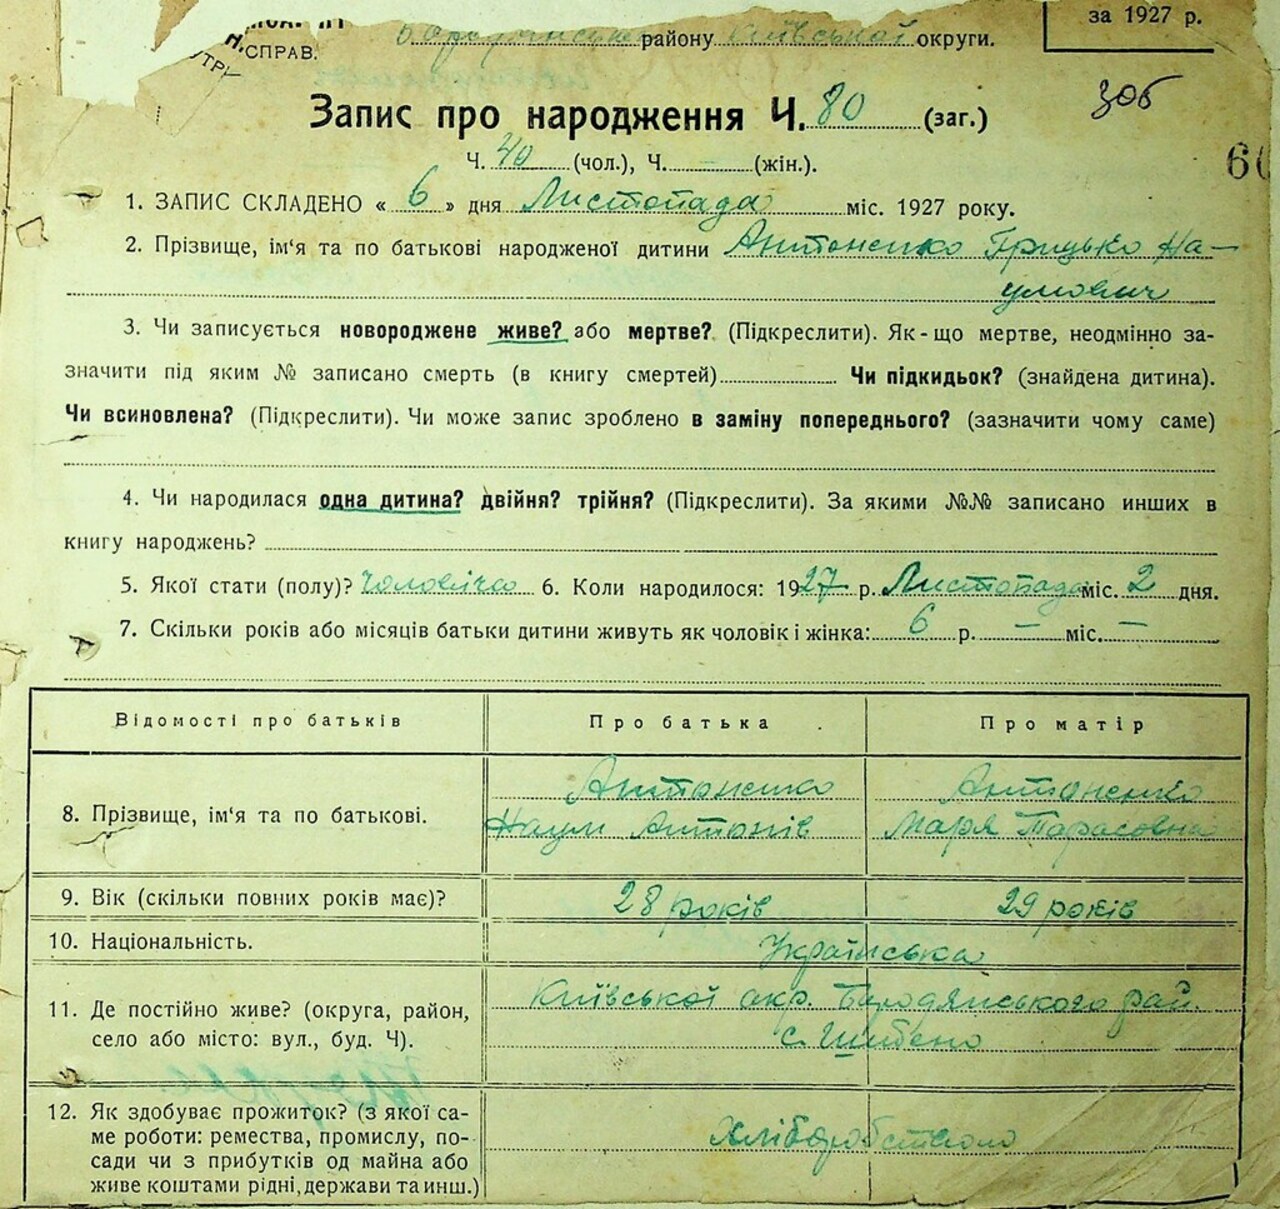 за 1927 р.
СПРАВ.
району Київської округи.
Запис про народження Ч. 80 (заг.)
Ч. 40 (чол.), Ч. — (жін.).
1. ЗАПИС СКЛАДЕНО « 6 » дня Листопада міс. 1927 року.
2. Прізвище, ім‘я та по батькові народженої дитини Антоненко Грицько На-
умович
3. Чи записується новороджене живе? або мертве? (Підкреслити). Як-що мертве, неодмінно за-
значити під яким № записано смерть (в книгу смертей) Чи підкидьок? (знайдена дитина).
Чи всиновлена? (Підкреслити). Чи може запис зроблено в заміну попереднього? (зазначити чому саме)
4. Чи народилася одна дитина? двійня? трійня? (Підкреслити). За якими №№ записано инших в
книгу народжень?
5. Якої стати (полу)? Чоловіча 6. Коли народилося: 1927 р. Листопада міс. 2 дня.
7. Скільки років або місяців батьки дитини живуть як чоловік і жінка: 6 р. — міс. —
Відомості про батьків Про батька Про матір
8. Прізвище, ім‘я та по батькові. Антоненко Наум Антонів Антоненко Марія Тарасовна
9. Вік (скільки повних років має)? 28 років 29 років
10. Національність. Українська
11. Де постійно живе? (округа, район, Київської окр. Бородянського рай.
село або місто: вул., буд. Ч). с. Шибено
12. Як здобуває прожиток? (з якої са-
ме роботи: ремества, промислу, по- Хліборобством
сади чи з прибутків од майна або
живе коштами рідні, держави та инш.)